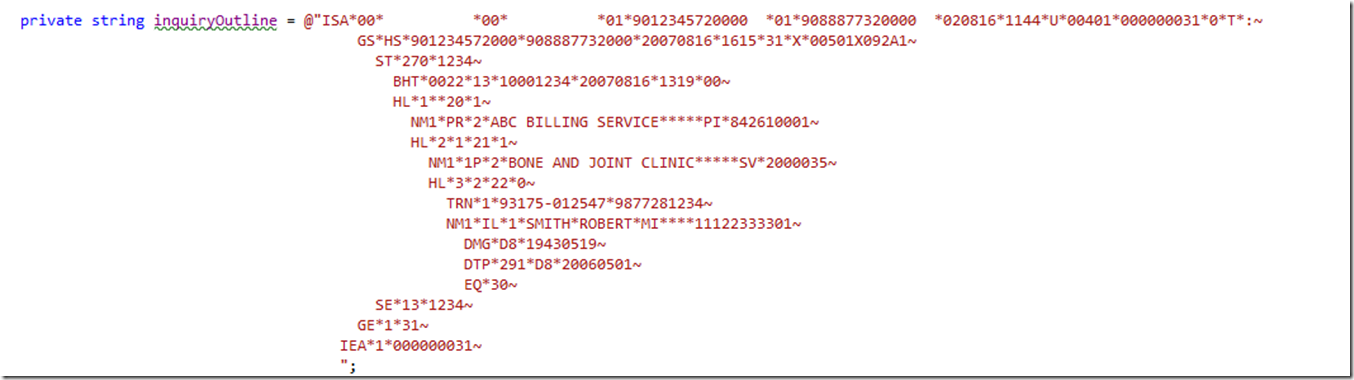 private string inquiryOutline = @"ISA*00*          *00*          *01*9012345720000  *01*9088877320000  *020816*1144*U*00401*000000031*0*T*:~
GS*HS*901234572000*908887732000*20070816*1615*31*X*00501X092A1~
ST*270*1234~
BHT*0022*13*10001234*20070816*1319*00~
HL*1**20*1~
NM1*PR*2*ABC BILLING SERVICE*****PI*842610001~
HL*2*1*21*1~
NM1*1P*2*BONE AND JOINT CLINIC*****SV*2000035~
HL*3*2*22*0~
TRN*1*93175-012547*9877281234~
NM1*IL*1*SMITH*ROBERT*MI****11122333301~
DMG*D8*19430519~
DTP*291*D8*20060501~
EQ*30~
SE*13*1234~
GE*1*31~
IEA*1*000000031~
";